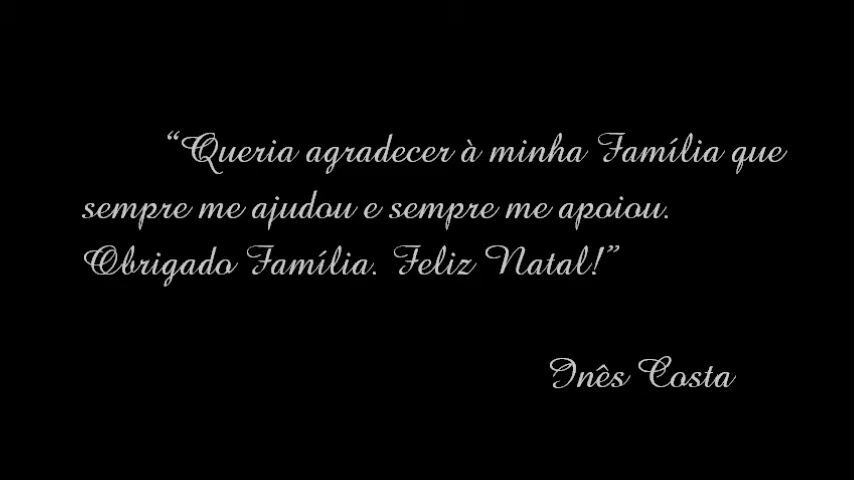 “Queria agradecer à minha Família que
sempre me ajudou e sempre me apoiou.
Obrigado Família. Feliz Natal!”
Inês Costa